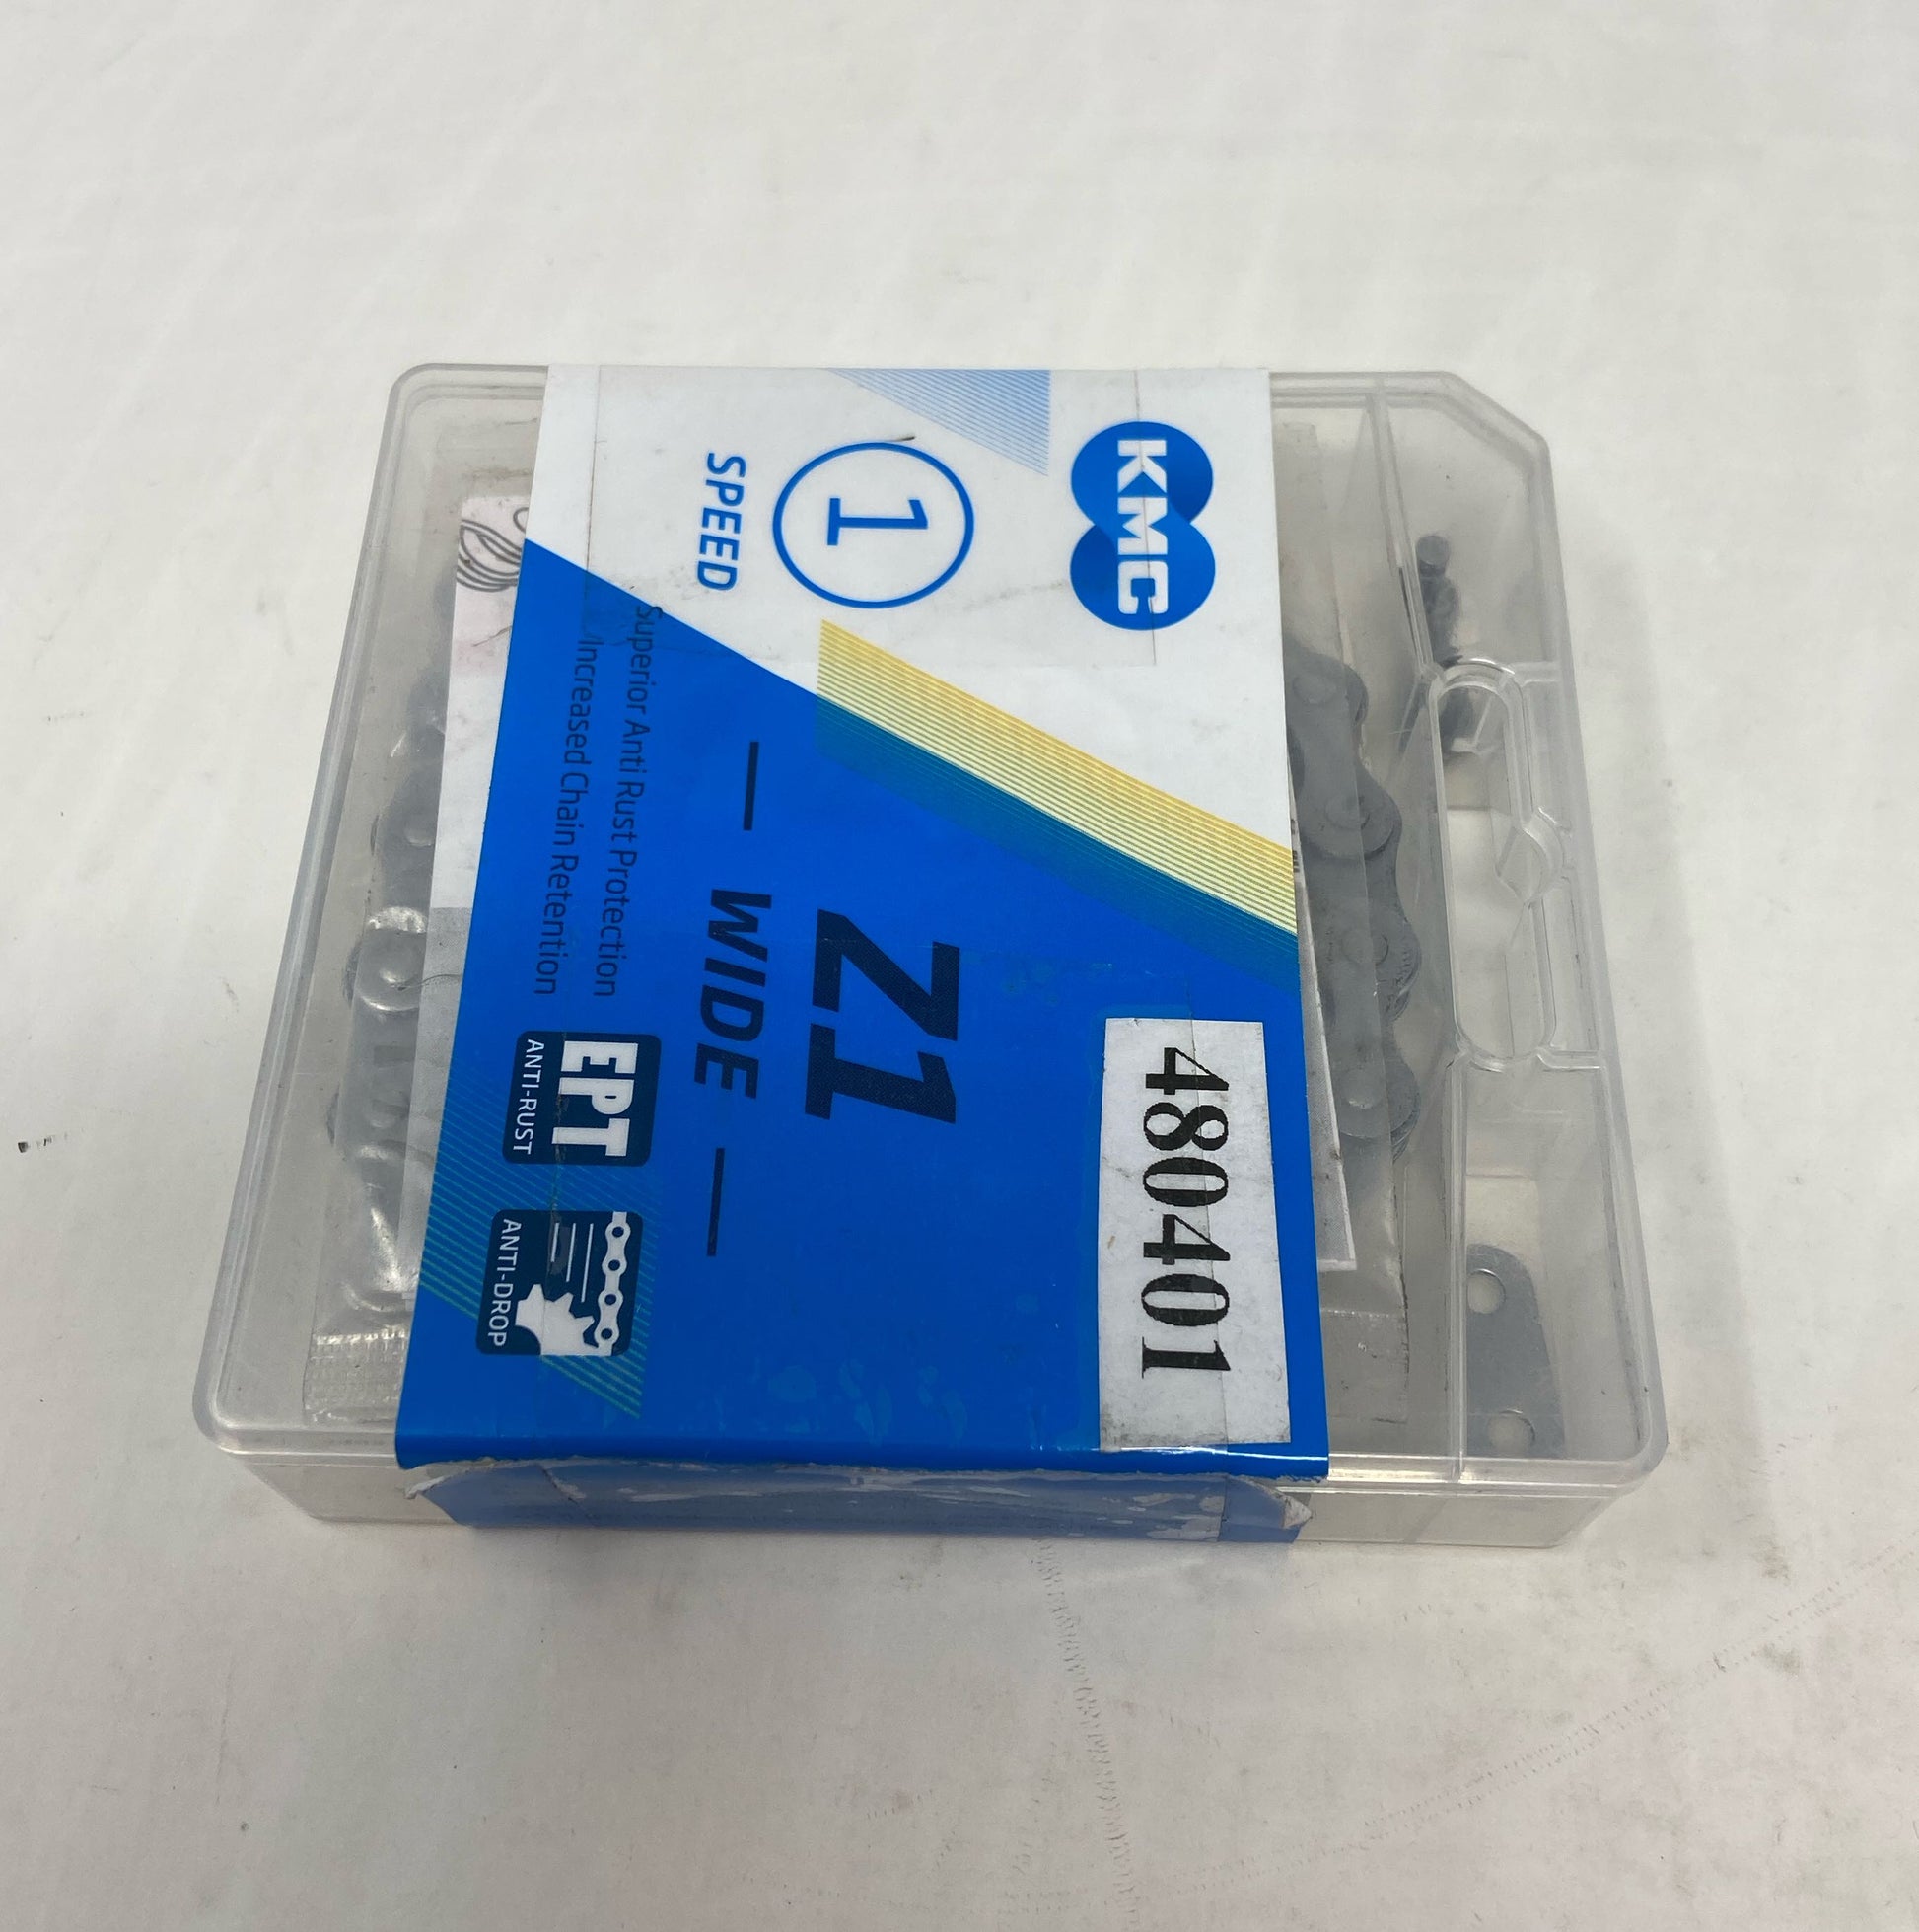 KMC
1
SPEED
Z1
WIDE
Superior Anti Rust Protection
Increased Chain Retention
EPT
ANTI-RUST
ANTI-DROP
480401